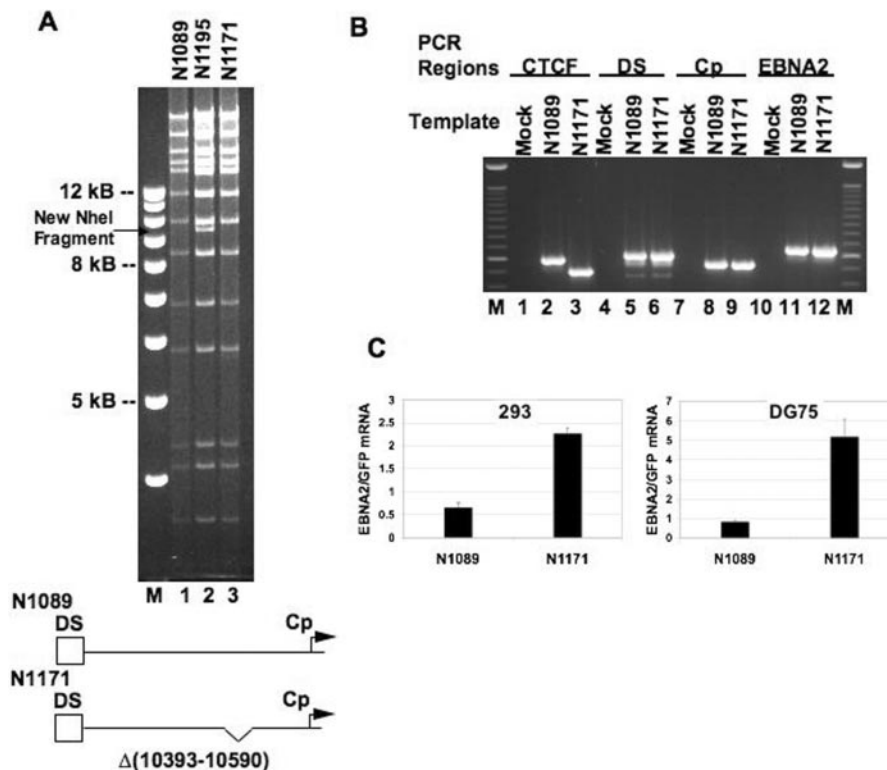 A
N1089
N1195
N1171
12 kB --
New NheI
Fragment
8 kB --
5 kB --
M 1 2 3
N1089
DS Cp
N1171
DS Cp
Δ(10393-10590)
B
PCR
Regions CTCF DS Cp EBNA2
Template Mock N1089 N1171 Mock N1089 N1171 Mock N1089 N1171 Mock N1089 N1171
M 1 2 3 4 5 6 7 8 9 10 11 12 M
C
293
EBNA2/GFP mRNA
3
2.5
2
1.5
1
0.5
0
N1089 N1171
DG75
EBNA2/GFP mRNA
7
6
5
4
3
2
1
0
N1089 N1171